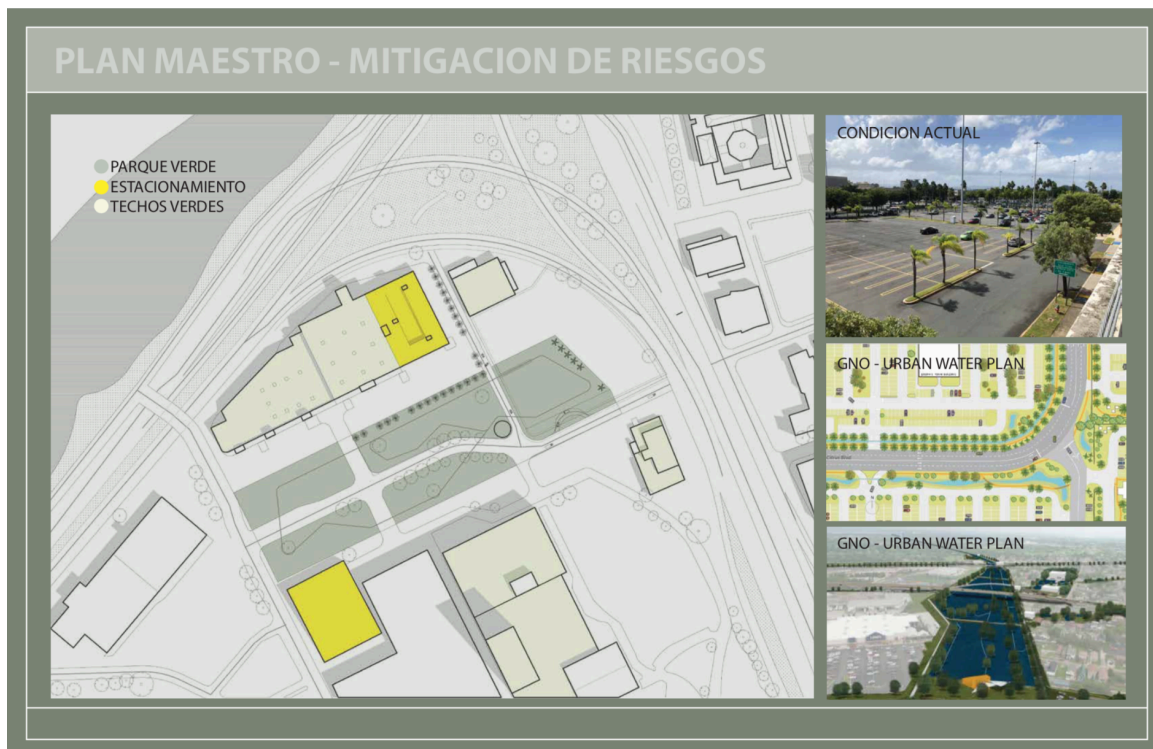 PLAN MAESTRO - MITIGACION DE RIESGOS
PARQUE VERDE
ESTACIONAMIENTO
TECHOS VERDES
CONDICION ACTUAL
GNO - URBAN WATER PLAN
GNO - URBAN WATER PLAN